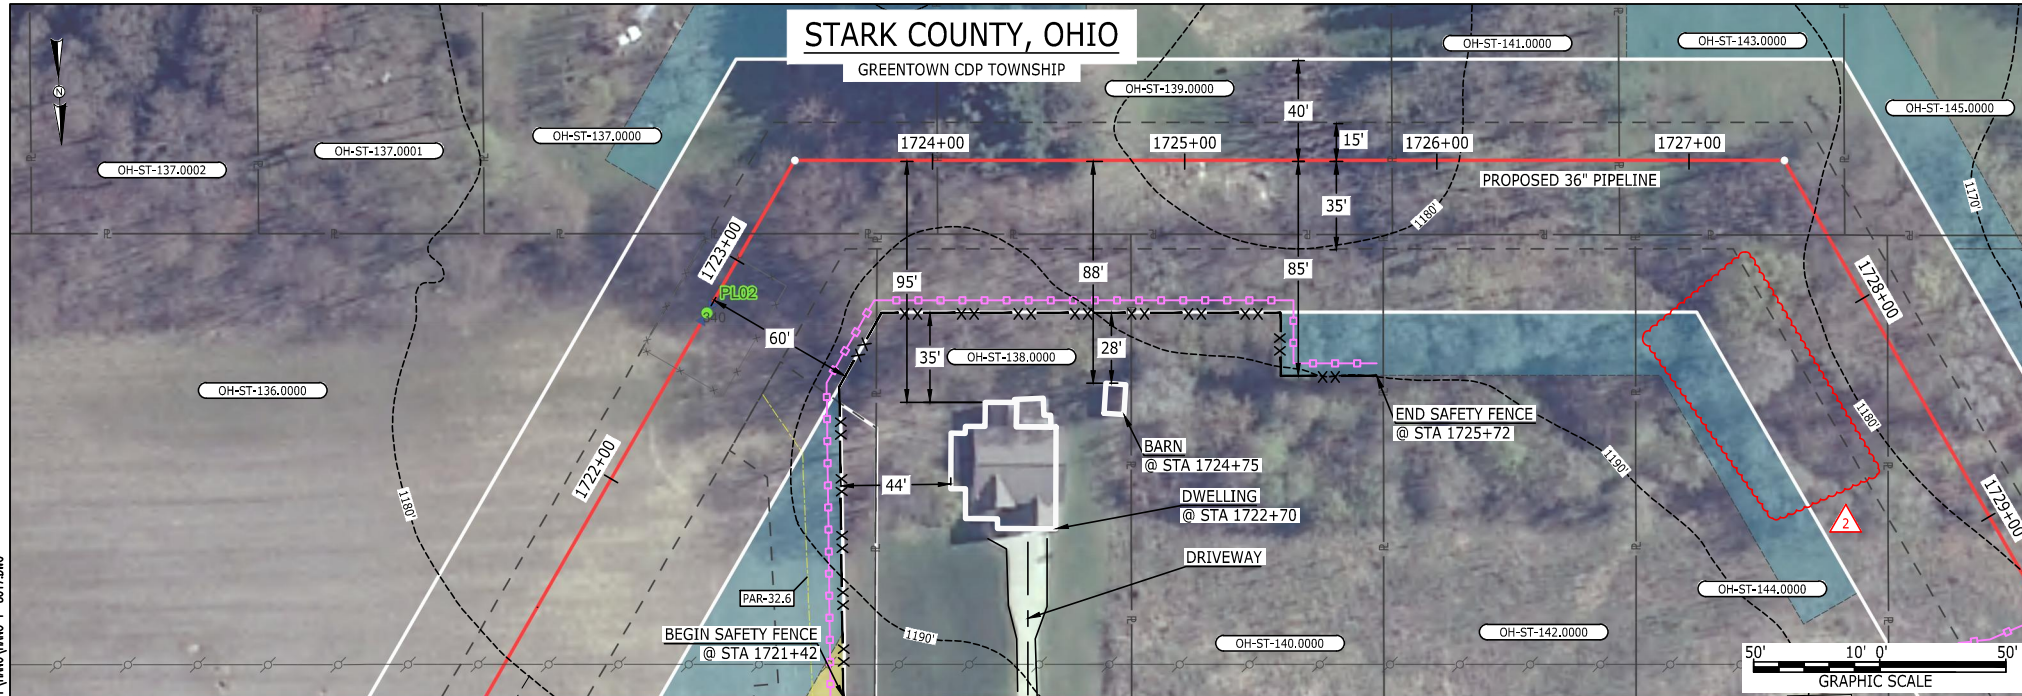 STARK COUNTY, OHIO
GREENTOWN CDP TOWNSHIP
N
OH-ST-137.0002
OH-ST-137.0001
OH-ST-137.0000
OH-ST-139.0000
OH-ST-141.0000
OH-ST-143.0000
OH-ST-145.0000
40'
15'
1724+00
1725+00
1726+00
1727+00
PROPOSED 36" PIPELINE
35'
1180'
1170'
1723+00
PL02
340
95'
88'
85'
1728+00
60'
35'
OH-ST-138.0000
28'
OH-ST-136.0000
END SAFETY FENCE
@ STA 1725+72
1180'
1722+00
1180'
44'
BARN
@ STA 1724+75
1190'
DWELLING
@ STA 1722+70
1729+00
2
DRIVEWAY
PAR-32.6
OH-ST-144.0000
BEGIN SAFETY FENCE
@ STA 1721+42
1190'
OH-ST-140.0000
OH-ST-142.0000
50' 10' 0' 50'
GRAPHIC SCALE